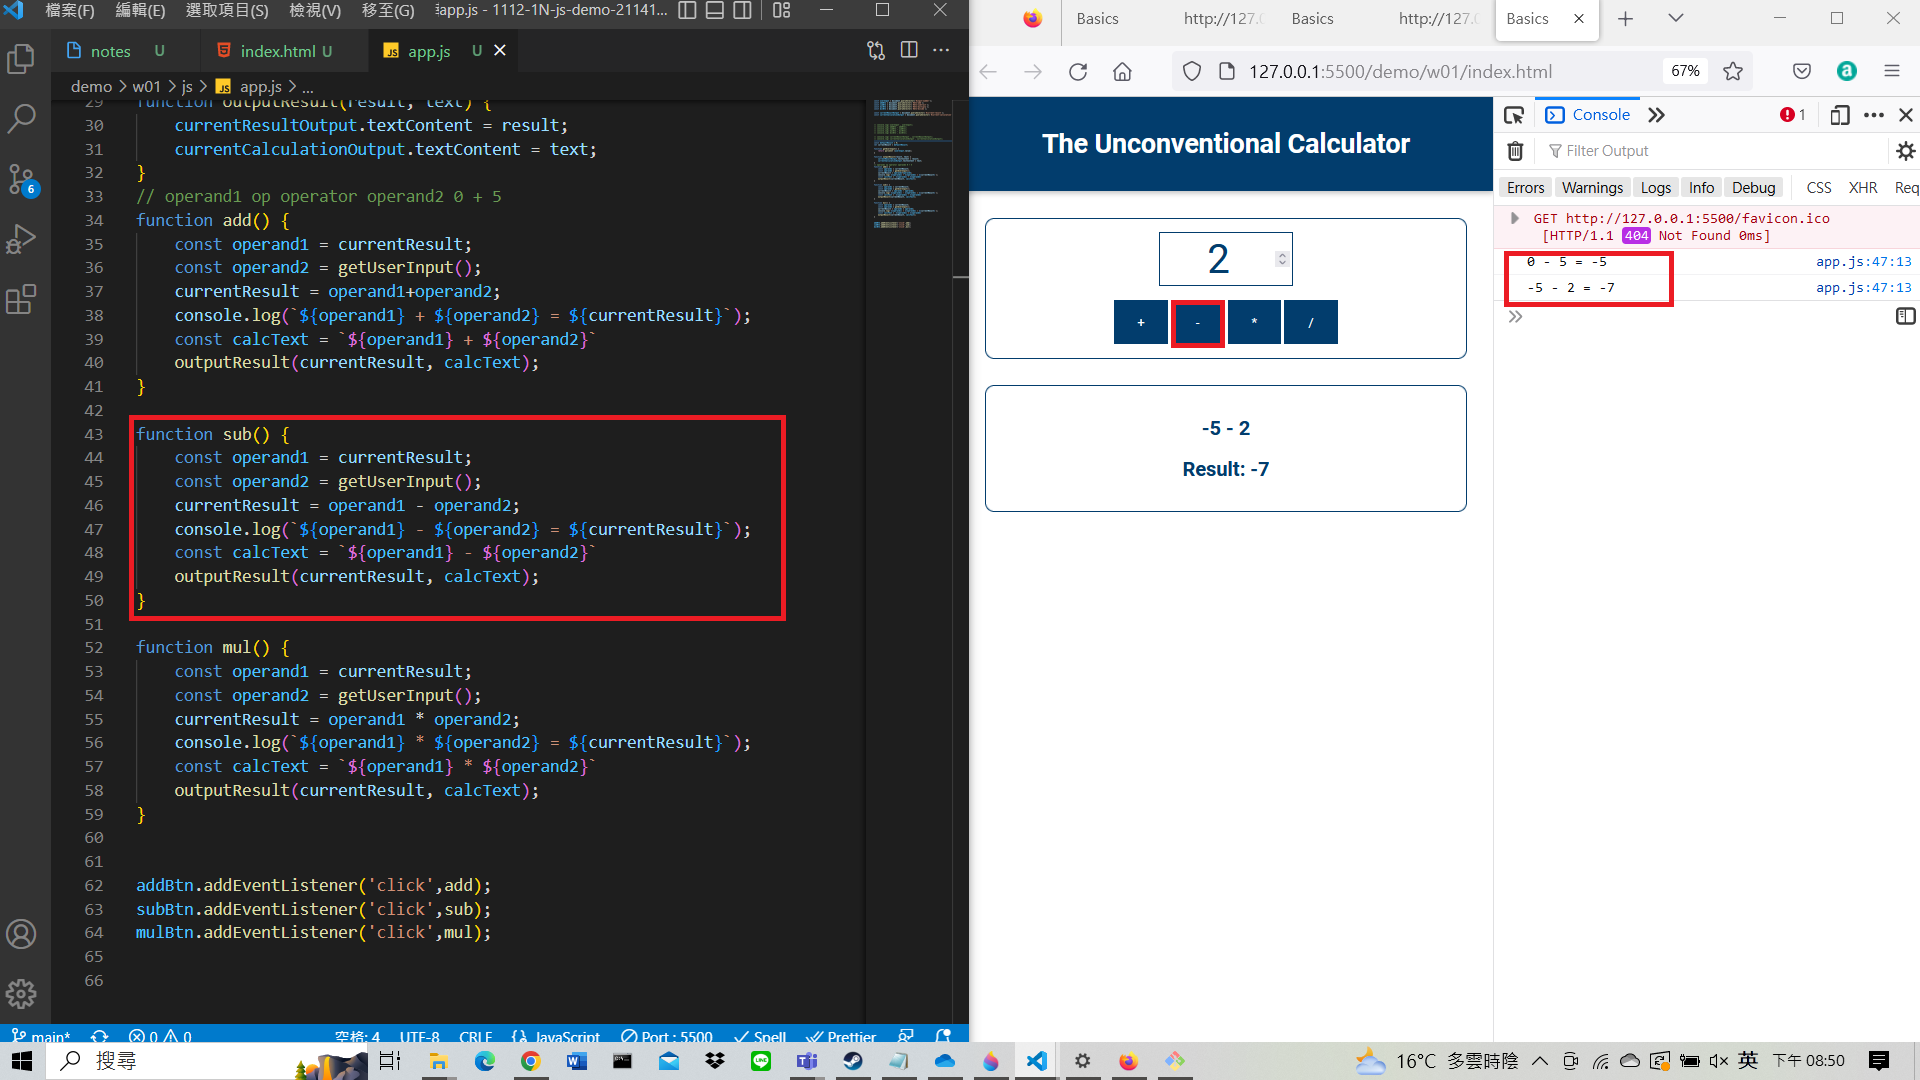 檔案(F) 編輯(E) 選取項目(S) 檢視(V) 移至(G) app.js - 1112-1N-js-demo-21141...
notes U index.html U app.js U
demo > w01 > js > app.js > ...
29 function outputResult(result, text) {
30 currentResultOutput.textContent = result;
31 currentCalculationOutput.textContent = text;
32 }
33 // operand1 op operator operand2 0 + 5
34 function add() {
35 const operand1 = currentResult;
36 const operand2 = getUserInput();
37 currentResult = operand1+operand2;
38 console.log(`${operand1} + ${operand2} = ${currentResult}`);
39 const calcText = `${operand1} + ${operand2}`
40 outputResult(currentResult, calcText);
41 }
42
43 function sub() {
44 const operand1 = currentResult;
45 const operand2 = getUserInput();
46 currentResult = operand1 - operand2;
47 console.log(`${operand1} - ${operand2} = ${currentResult}`);
48 const calcText = `${operand1} - ${operand2}`
49 outputResult(currentResult, calcText);
50 }
51
52 function mul() {
53 const operand1 = currentResult;
54 const operand2 = getUserInput();
55 currentResult = operand1 * operand2;
56 console.log(`${operand1} * ${operand2} = ${currentResult}`);
57 const calcText = `${operand1} * ${operand2}`
58 outputResult(currentResult, calcText);
59 }
60
61
62 addBtn.addEventListener('click',add);
63 subBtn.addEventListener('click',sub);
64 mulBtn.addEventListener('click',mul);
65
66
6
main* 0 0 空格: 4 UTF-8 CRLF JavaScript Port : 5500 Spell Prettier
Basics http://127.0 Basics http://127.0 Basics
127.0.0.1:5500/demo/w01/index.html 67%
The Unconventional Calculator
2
+ - * /
-5 - 2
Result: -7
Console 1
Filter Output
Errors Warnings Logs Info Debug CSS XHR Req
GET http://127.0.0.1:5500/favicon.ico
[HTTP/1.1 404 Not Found 0ms]
0 - 5 = -5 app.js:47:13
-5 - 2 = -7 app.js:47:13
搜尋 16°C 多雲時陰 英 下午 08:50